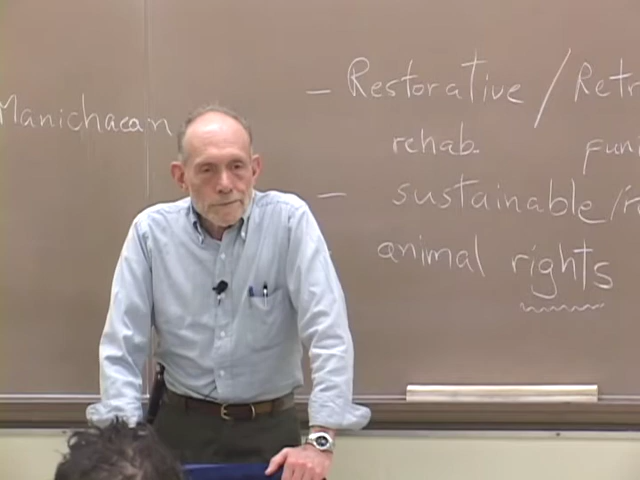 Manichaean
– Restorative / Retr
rehab.
– sustainable/
animal rights